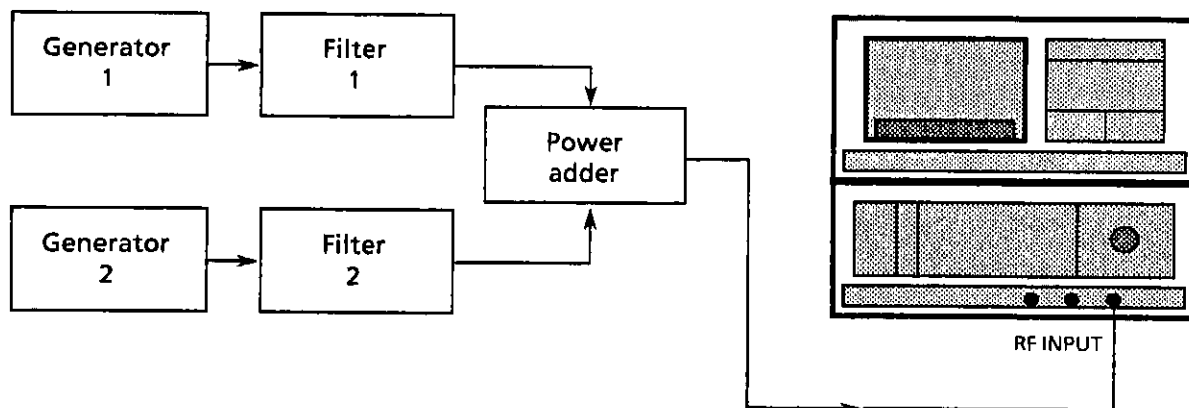 Generator
1
Filter
1
Power
adder
Generator
2
Filter
2
RF INPUT